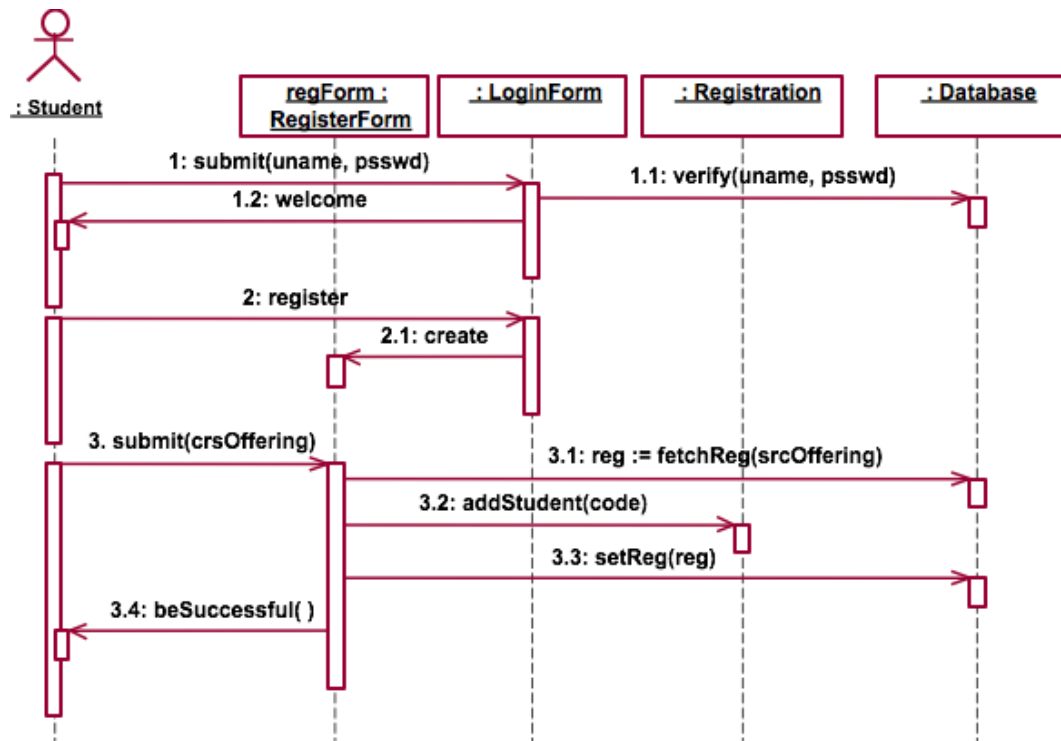 : Student
regForm :
RegisterForm
: LoginForm
: Registration
: Database
1: submit(uname, psswd)
1.1: verify(uname, psswd)
1.2: welcome
2: register
2.1: create
3. submit(crsOffering)
3.1: reg := fetchReg(srcOffering)
3.2: addStudent(code)
3.3: setReg(reg)
3.4: beSuccessful( )